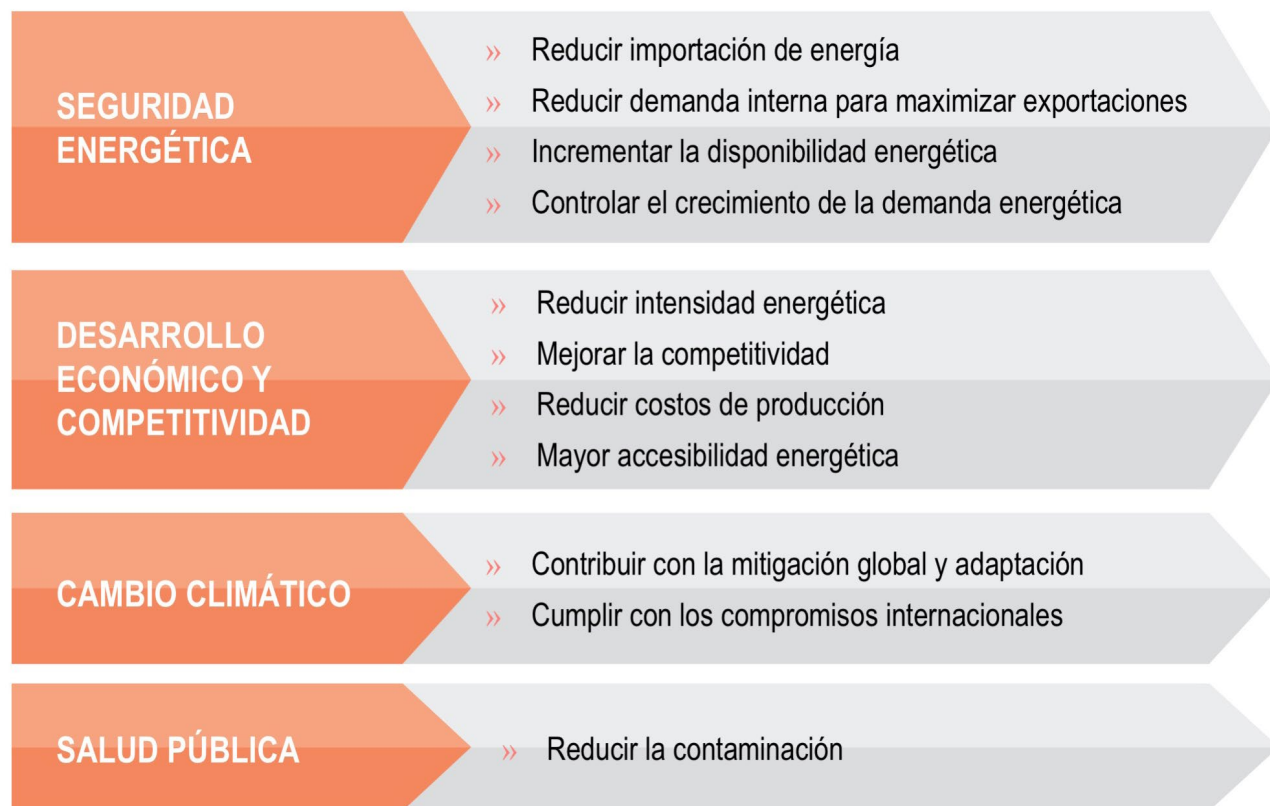 SEGURIDAD
ENERGÉTICA
» Reducir importación de energía
» Reducir demanda interna para maximizar exportaciones
» Incrementar la disponibilidad energética
» Controlar el crecimiento de la demanda energética
DESARROLLO
ECONÓMICO Y
COMPETITIVIDAD
» Reducir intensidad energética
» Mejorar la competitividad
» Reducir costos de producción
» Mayor accesibilidad energética
CAMBIO CLIMÁTICO
» Contribuir con la mitigación global y adaptación
» Cumplir con los compromisos internacionales
SALUD PÚBLICA
» Reducir la contaminación